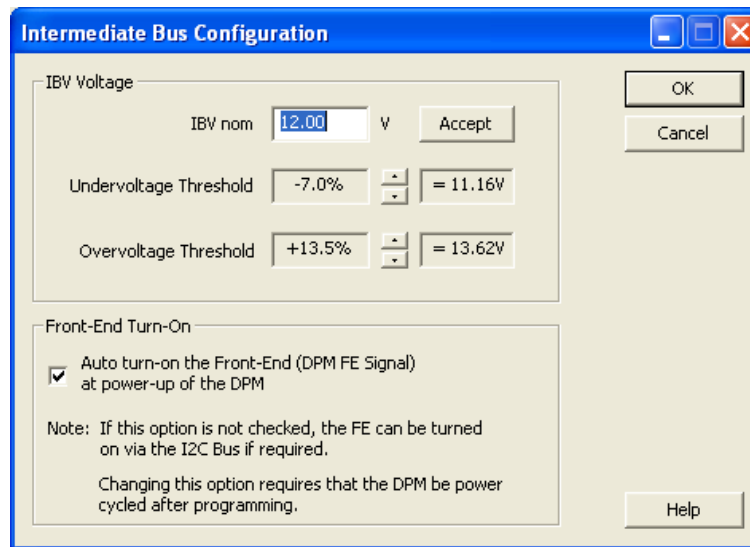 Intermediate Bus Configuration
IBV Voltage
IBV nom 12.00 V Accept
Undervoltage Threshold -7.0% = 11.16V
Overvoltage Threshold +13.5% = 13.62V
OK
Cancel
Front-End Turn-On
Auto turn-on the Front-End (DPM FE Signal)
at power-up of the DPM
Note: If this option is not checked, the FE can be turned
on via the I2C Bus if required.
Changing this option requires that the DPM be power
cycled after programming.
Help